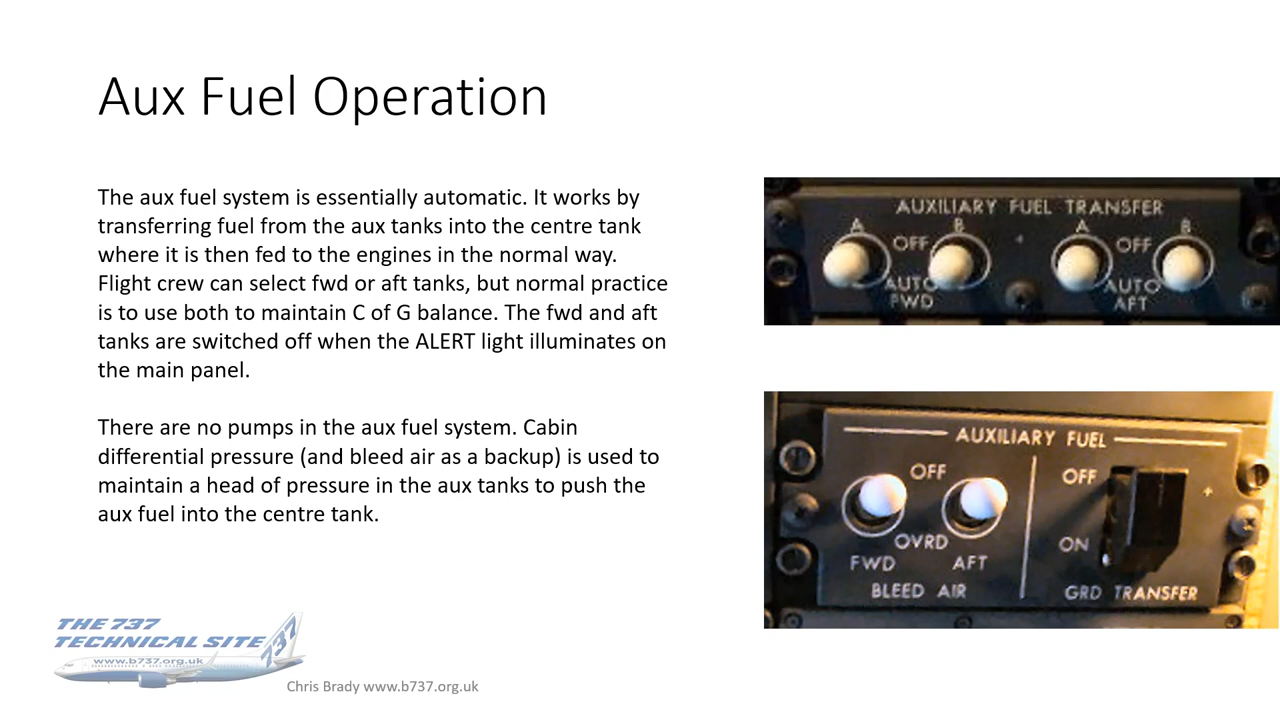 Aux Fuel Operation
The aux fuel system is essentially automatic. It works by
transferring fuel from the aux tanks into the centre tank
where it is then fed to the engines in the normal way.
Flight crew can select fwd or aft tanks, but normal practice
is to use both to maintain C of G balance. The fwd and aft
tanks are switched off when the ALERT light illuminates on
the main panel.
There are no pumps in the aux fuel system. Cabin
differential pressure (and bleed air as a backup) is used to
maintain a head of pressure in the aux tanks to push the
aux fuel into the centre tank.
AUXILIARY FUEL TRANSFER
A B A B
OFF OFF
AUTO AUTO
FWD AFT
AUXILIARY FUEL
OFF OFF
OVRD ON
FWD AFT
BLEED AIR GRD TRANSFER
THE 737
TECHNICAL SITE
737
www.b737.org.uk
Chris Brady www.b737.org.uk